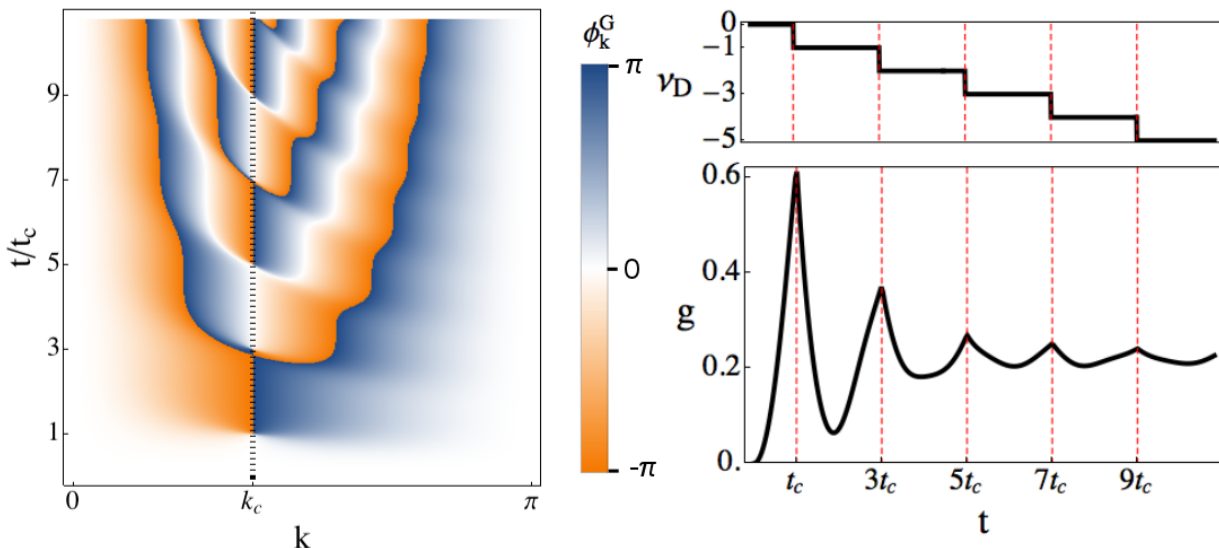 9
7
5
3
1
t/t_c
0
k_c
π
k
ϕ_k^G
π
0
-π
0
-1
-3
-5
ν_D
0.6
0.4
0.2
0.
g
t_c
3t_c
5t_c
7t_c
9t_c
t